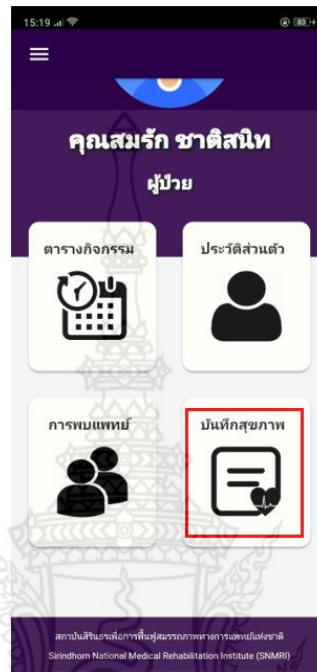 15:19
83
คุณสมรัก ชาติสนิท
ผู้ป่วย
ตารางกิจกรรม
ประวัติส่วนตัว
การพบแพทย์
บันทึกสุขภาพ
สถาบันสิรินธรเพื่อการฟื้นฟูสมรรถภาพทางการแพทย์แห่งชาติ
Sirindhorn National Medical Rehabilitation Institute (SNMRI)